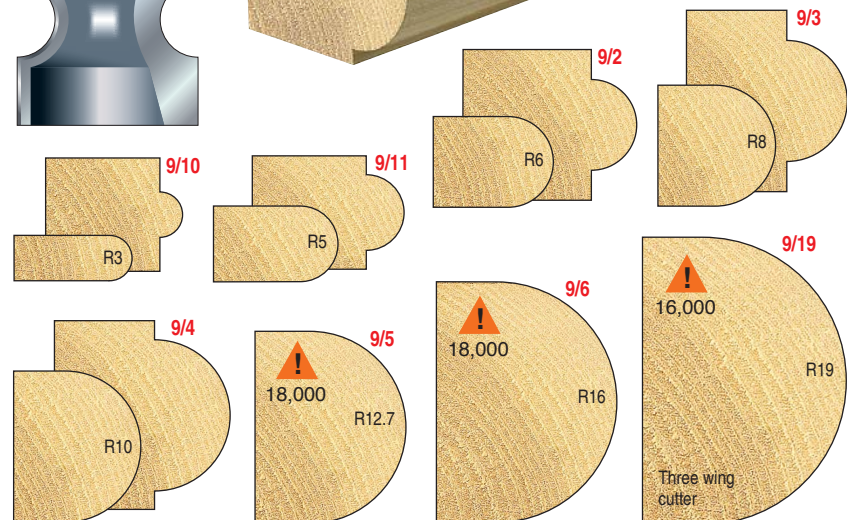 9/3
9/2
R8
R6
9/10
9/11
R3
R5
9/19
!
16,000
9/6
!
18,000
9/4
9/5
!
18,000
R19
R16
R12.7
R10
Three wing
cutter